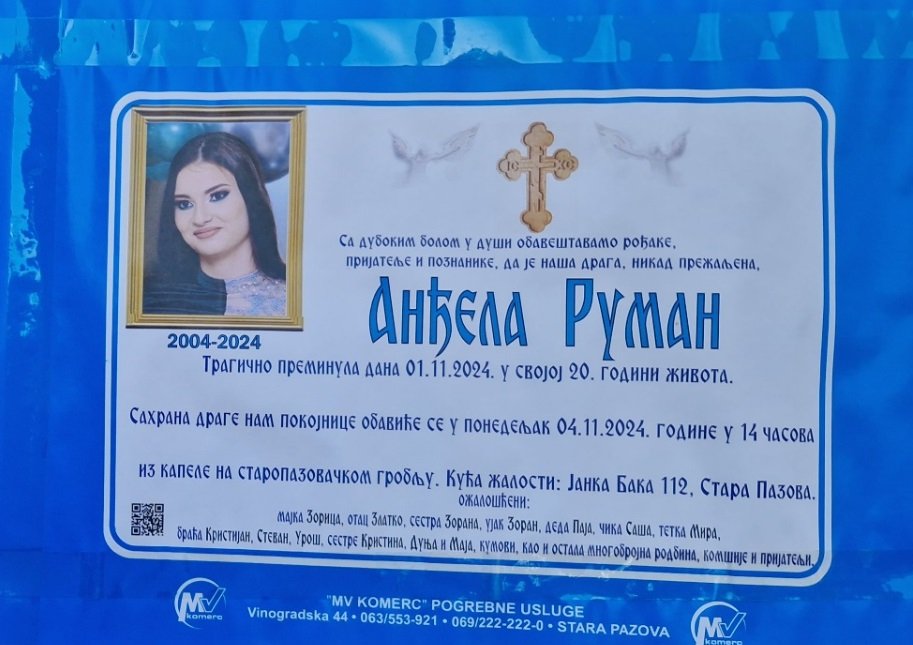 Са дубоким болом у души обавештавамо рођаке,
пријатеље и познанике, да је наша драга, никад прежаљена,
Анђела Руман
2004-2024
Трагично преминула дана 01.11.2024. у својој 20. години живота.
Сахрана драге нам покојнице обавиће се у понедељак 04.11.2024. године у 14 часова
из капеле на старопазовачком гробљу. Кућа жалости: Јанка Бака 112, Стара Пазова.
ожалошћени:
мајка Зорица, отац Златко, сестра Зорана, ујак Зоран, деда Паја, чика Саша, тетка Мира,
браћа Кристијан, Стеван, Урош, сестре Кристина, Дуња и Маја, кумови, као и остала многобројна родбина, комшије и пријатељи.
MV komerc
"MV KOMERC" POGREBNE USLUGE
Vinogradska 44 • 063/553-921 • 069/222-222-0 • STARA PAZOVA
MV komerc